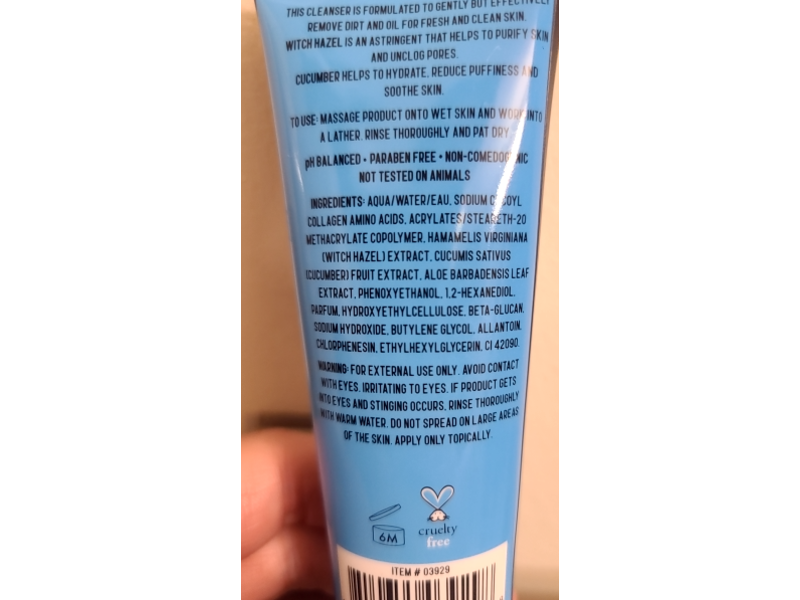 THIS CLEANSER IS FORMULATED TO GENTLY BUT EFFECTIVELY
REMOVE DIRT AND OIL FOR FRESH AND CLEAN SKIN.
WITCH HAZEL IS AN ASTRINGENT THAT HELPS TO PURIFY SKIN
AND UNCLOG PORES.
CUCUMBER HELPS TO HYDRATE, REDUCE PUFFINESS AND
SOOTHE SKIN.
TO USE: MASSAGE PRODUCT ONTO WET SKIN AND WORK INTO
A LATHER. RINSE THOROUGHLY AND PAT DRY.
pH BALANCED • PARABEN FREE • NON-COMEDOGENIC
NOT TESTED ON ANIMALS
INGREDIENTS: AQUA/WATER/EAU, SODIUM COCOYL
COLLAGEN AMINO ACIDS, ACRYLATES/STEARETH-20
METHACRYLATE COPOLYMER, HAMAMELIS VIRGINIANA
(WITCH HAZEL) EXTRACT, CUCUMIS SATIVUS
(CUCUMBER) FRUIT EXTRACT, ALOE BARBADENSIS LEAF
EXTRACT, PHENOXYETHANOL, 1,2-HEXANEDIOL,
PARFUM, HYDROXYETHYLCELLULOSE, BETA-GLUCAN,
SODIUM HYDROXIDE, BUTYLENE GLYCOL, ALLANTOIN,
CHLORPHENESIN, ETHYLHEXYLGLYCERIN, CI 42090.
WARNING: FOR EXTERNAL USE ONLY. AVOID CONTACT
WITH EYES. IRRITATING TO EYES. IF PRODUCT GETS
INTO EYES AND STINGING OCCURS, RINSE THOROUGHLY
WITH WARM WATER. DO NOT SPREAD ON LARGE AREAS
OF THE SKIN. APPLY ONLY TOPICALLY.
6M
cruelty
free
ITEM # 03929